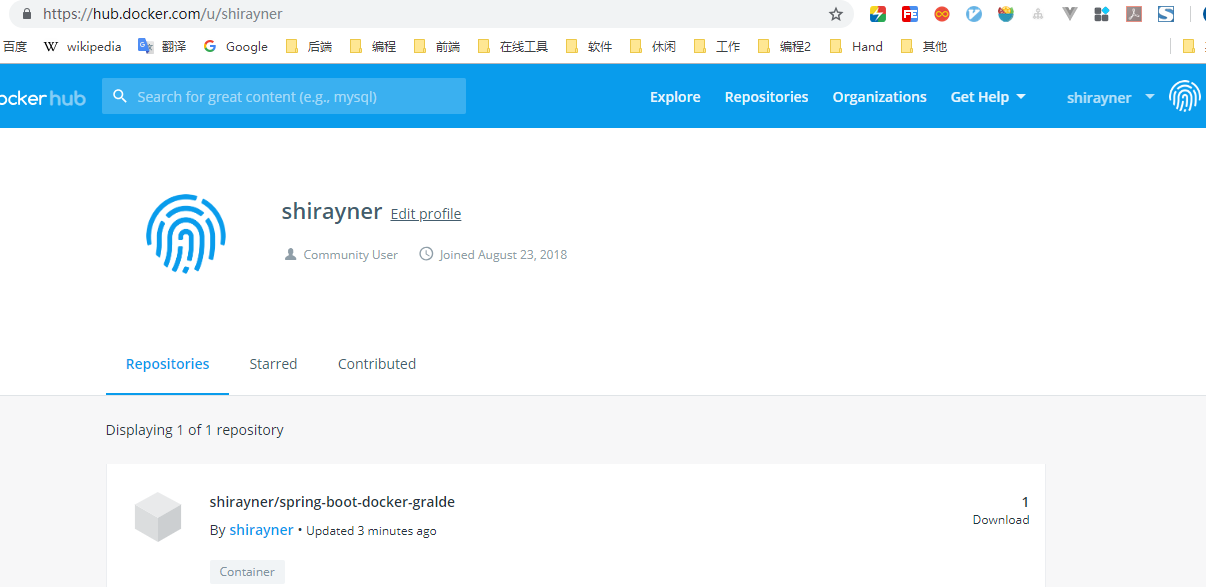 https://hub.docker.com/u/shirayner
百度 W wikipedia 翻译 G Google 后端 编程 前端 在线工具 软件 休闲 工作 编程2 Hand 其他
ocker hub Search for great content (e.g., mysql) Explore Repositories Organizations Get Help shirayner
shirayner Edit profile
Community User Joined August 23, 2018
Repositories Starred Contributed
Displaying 1 of 1 repository
shirayner/spring-boot-docker-gralde 1
By shirayner • Updated 3 minutes ago Download
Container